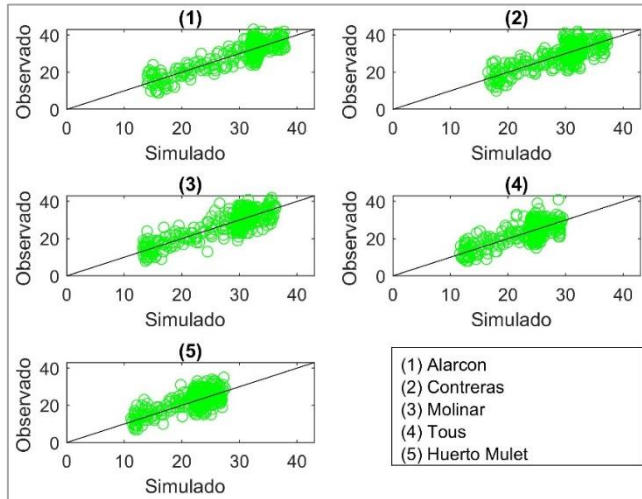 (1)
Observado
40
20
0
0 10 20 30 40
Simulado
(2)
Observado
40
20
0
0 10 20 30 40
Simulado
(3)
Observado
40
20
0
0 10 20 30 40
Simulado
(4)
Observado
40
20
0
0 10 20 30 40
Simulado
(5)
Observado
40
20
0
0 10 20 30 40
Simulado
(1) Alarcon
(2) Contreras
(3) Molinar
(4) Tous
(5) Huerto Mulet